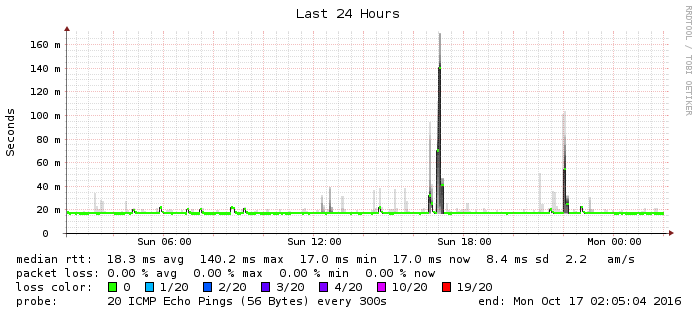 Last 24 Hours
RRDTOOL / TOBI OETIKER
Seconds
160 m
140 m
120 m
100 m
80 m
60 m
40 m
20 m
0
Sun 06:00 Sun 12:00 Sun 18:00 Mon 00:00
median rtt: 18.3 ms avg 140.2 ms max 17.0 ms min 17.0 ms now 8.4 ms sd 2.2 am/s
packet loss: 0.00 % avg 0.00 % max 0.00 % min 0.00 % now
loss color: 0 1/20 2/20 3/20 4/20 10/20 19/20
probe: 20 ICMP Echo Pings (56 Bytes) every 300s end: Mon Oct 17 02:05:04 2016